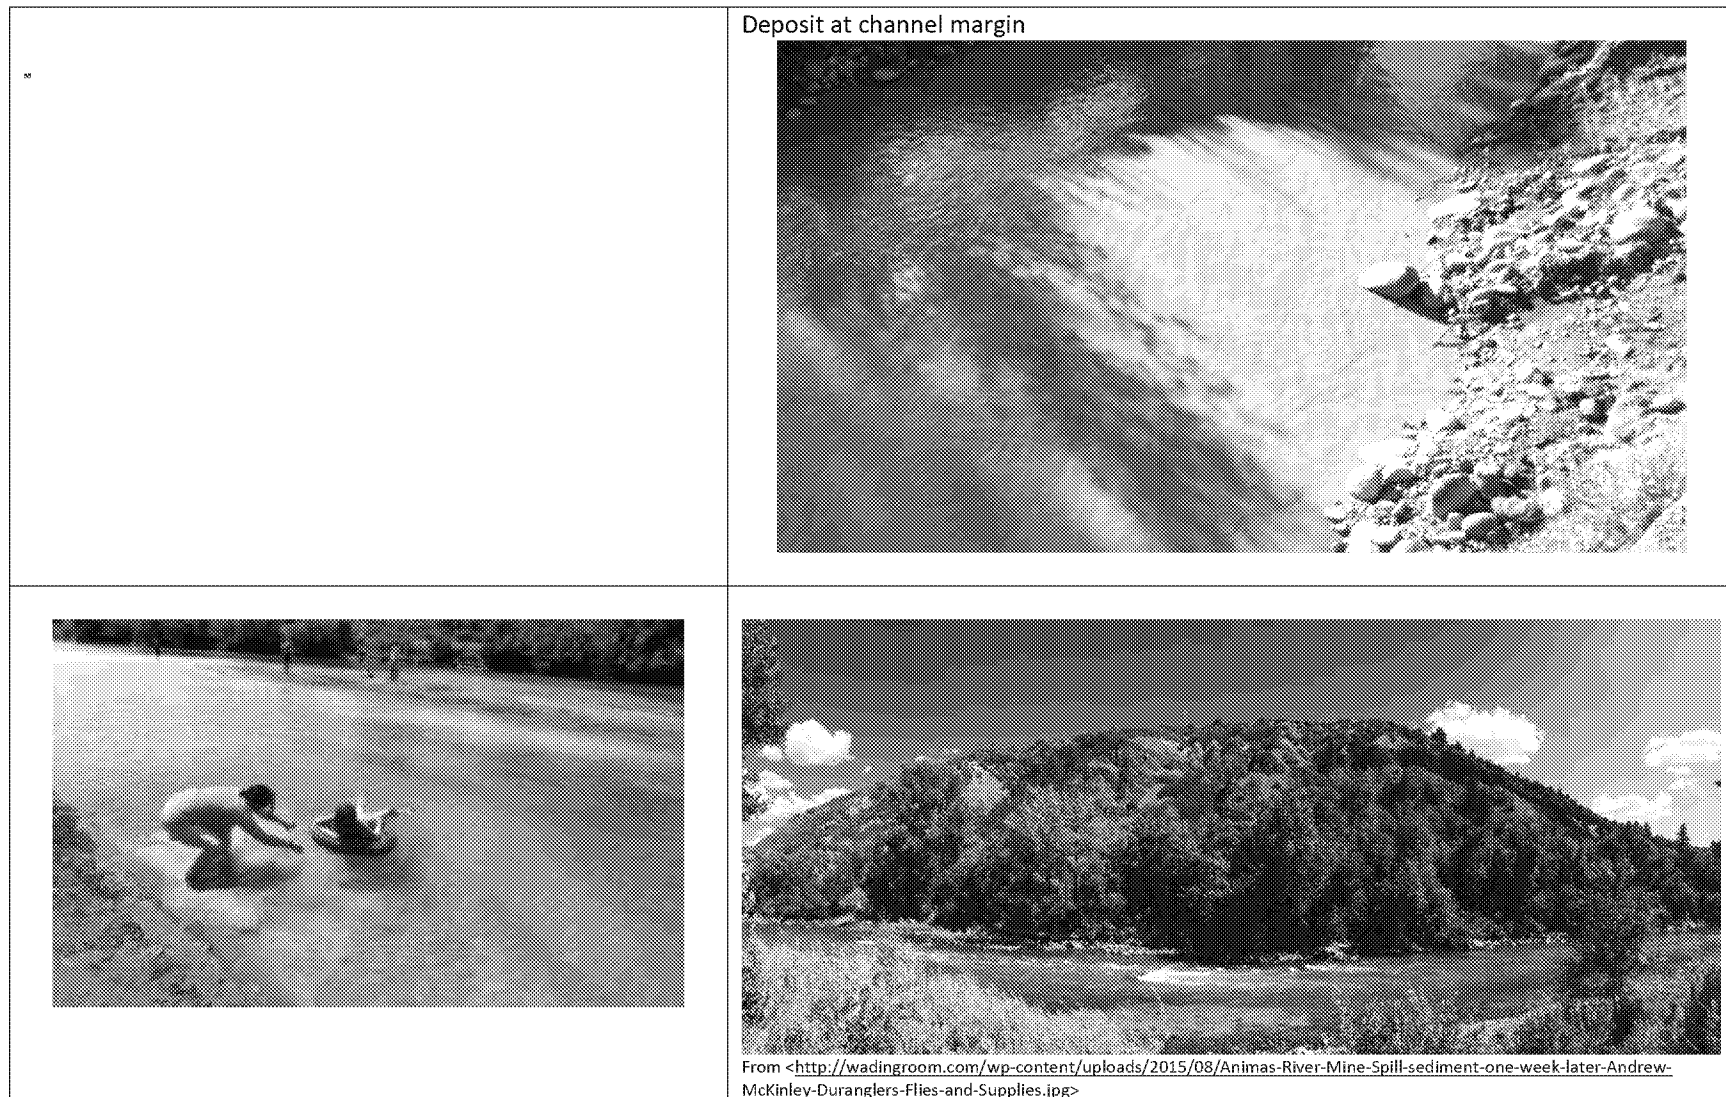 Deposit at channel margin
From <http://wadingroom.com/wp-content/uploads/2015/08/Animas-River-Mine-Spill-sediment-one-week-later-Andrew-
McKinley-Duranglers-Flies-and-Supplies.jpg>